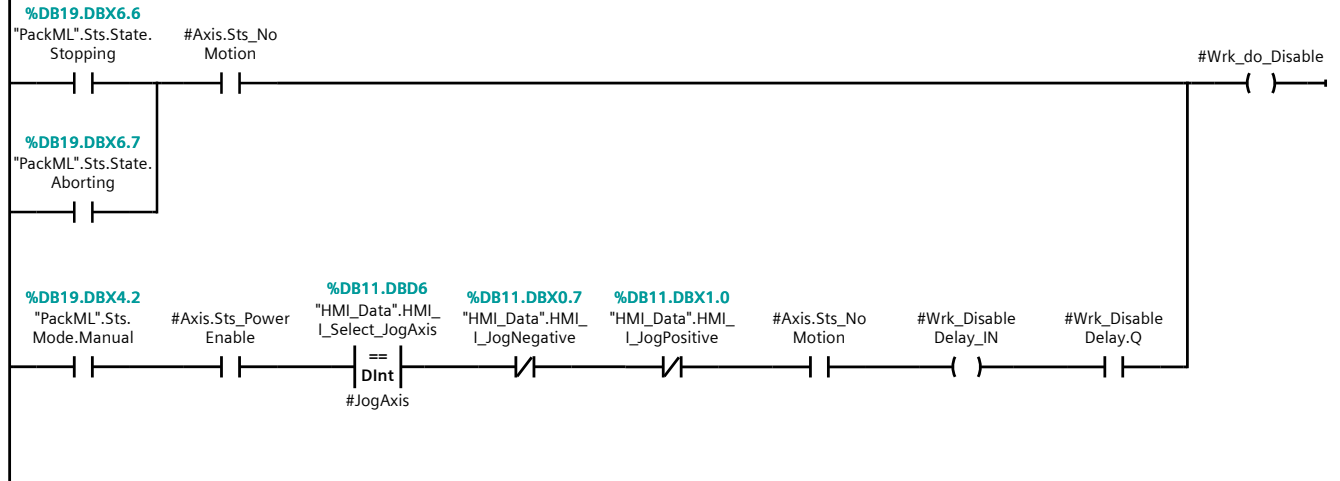 %DB19.DBX6.6
"PackML".Sts.State.
Stopping
#Axis.Sts_No
Motion
#Wrk_do_Disable
%DB19.DBX6.7
"PackML".Sts.State.
Aborting
%DB19.DBX4.2
"PackML".Sts.
Mode.Manual
#Axis.Sts_Power
Enable
%DB11.DBD6
"HMI_Data".HMI_
I_Select_JogAxis
==
DInt
#JogAxis
%DB11.DBX0.7
"HMI_Data".HMI_
I_JogNegative
%DB11.DBX1.0
"HMI_Data".HMI_
I_JogPositive
#Axis.Sts_No
Motion
#Wrk_Disable
Delay_IN
#Wrk_Disable
Delay.Q